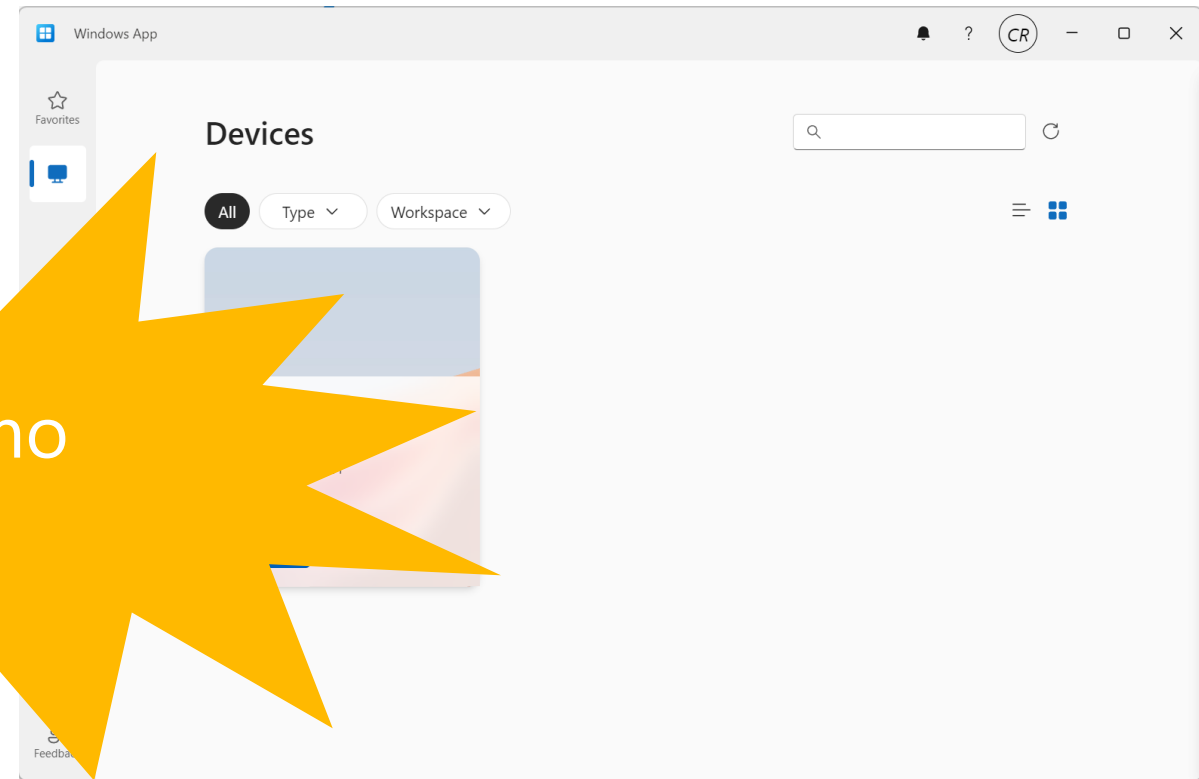 Windows App
?
CR
Favorites
Devices
All
Type
Workspace
no
Feedba